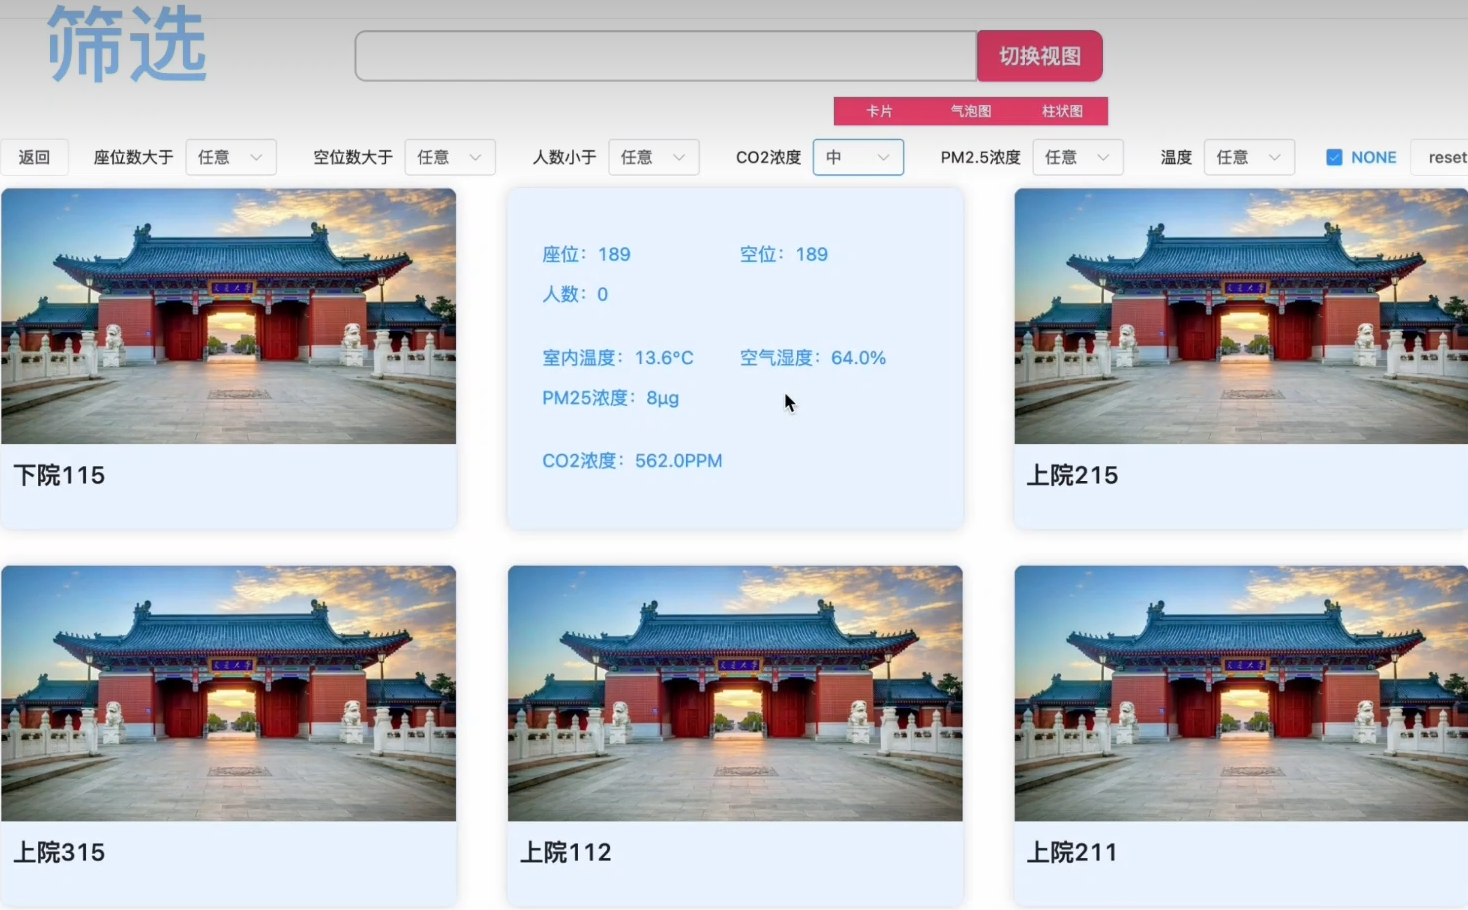 筛选
切换视图
卡片 气泡图 柱状图
返回 座位数大于 任意 空位数大于 任意 人数小于 任意 CO2浓度 中 PM2.5浓度 任意 温度 任意 NONE reset
座位：189 空位：189
人数：0
室内温度：13.6°C 空气湿度：64.0%
PM25浓度：8μg
CO2浓度：562.0PPM
下院115
上院215
上院315
上院112
上院211